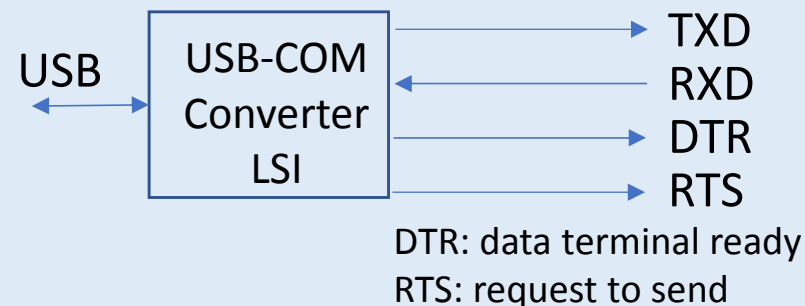 USB
USB-COM
Converter
LSI
TXD
RXD
DTR
RTS
DTR: data terminal ready
RTS: request to send